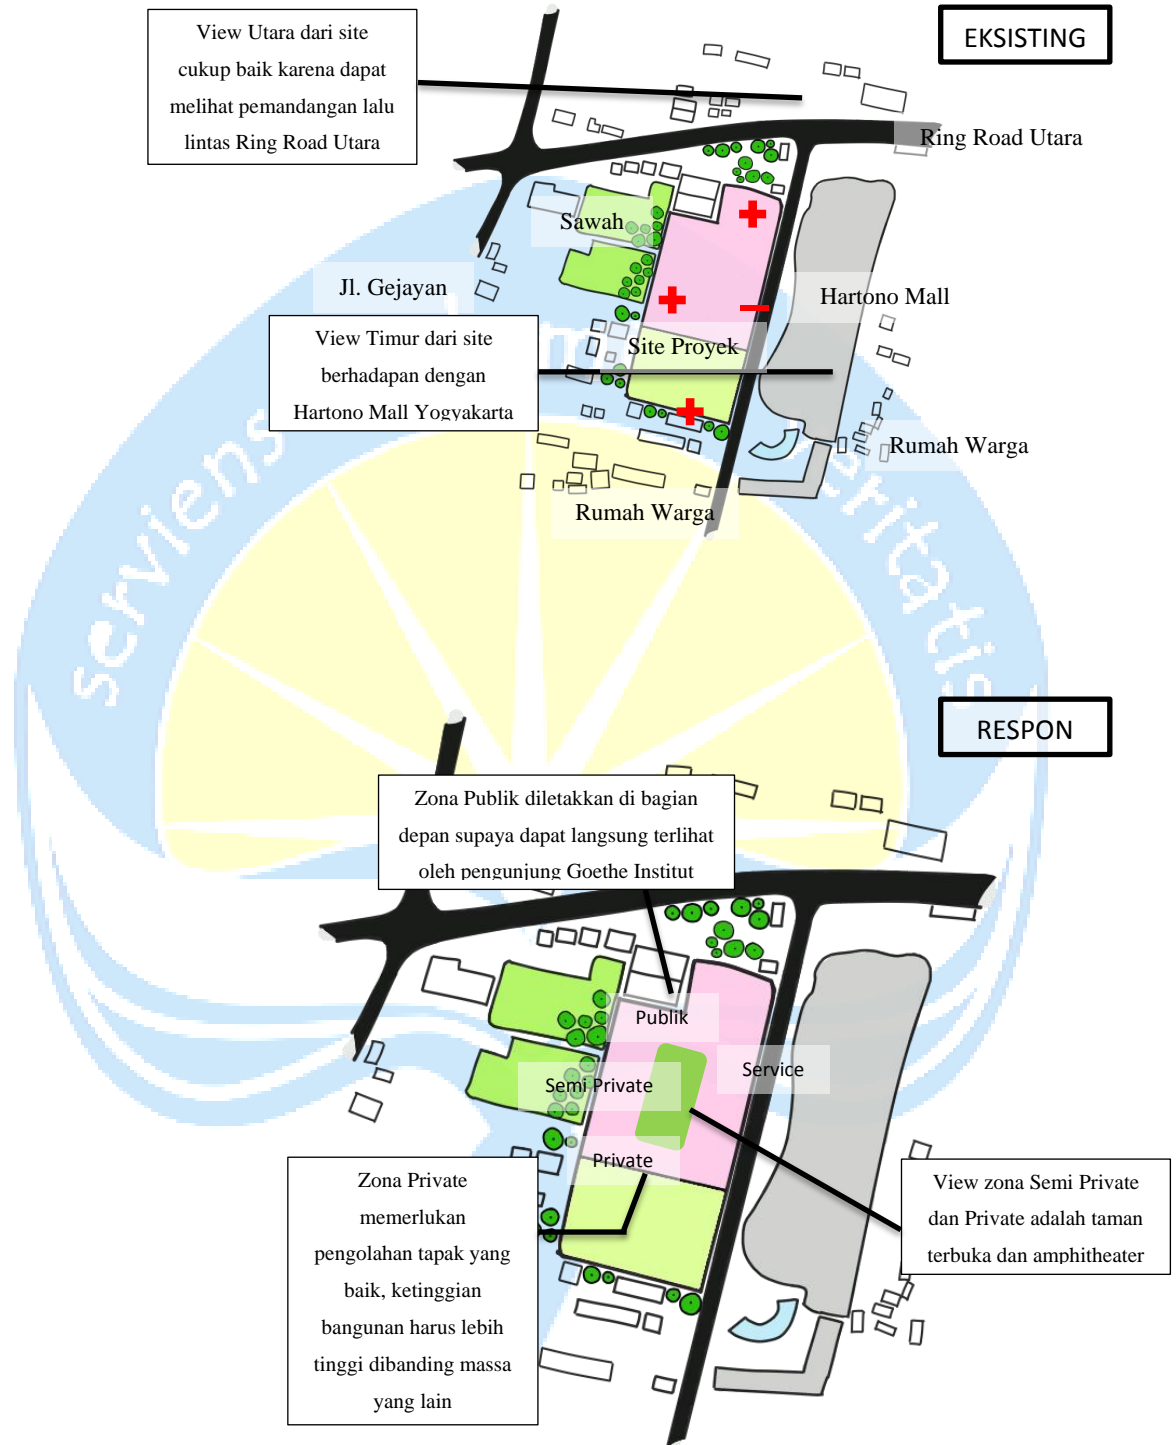 View Utara dari site
cukup baik karena dapat
melihat pemandangan lalu
lintas Ring Road Utara
EKSISTING
Ring Road Utara
Sawah
Jl. Gejayan
Hartono Mall
View Timur dari site
berhadapan dengan
Hartono Mall Yogyakarta
Site Proyek
Rumah Warga
Rumah Warga
serviens
veritatis
RESPON
Zona Publik diletakkan di bagian
depan supaya dapat langsung terlihat
oleh pengunjung Goethe Institut
Publik
Service
Semi Private
Private
Zona Private
memerlukan
pengolahan tapak yang
baik, ketinggian
bangunan harus lebih
tinggi dibanding massa
yang lain
View zona Semi Private
dan Private adalah taman
terbuka dan amphitheater